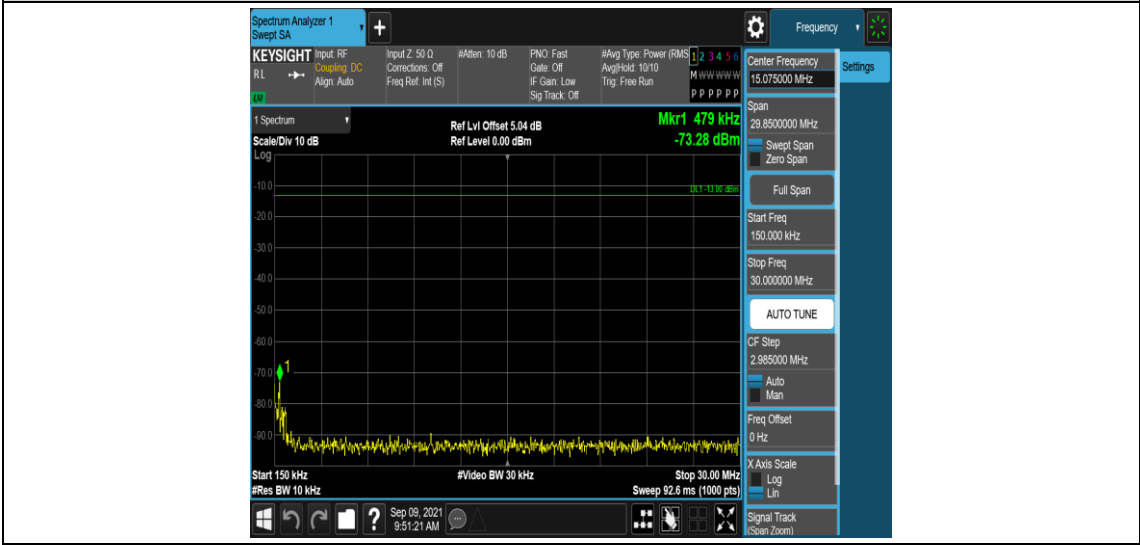 Spectrum Analyzer 1
Swept SA
+
Frequency
KEYSIGHT
RL
LNI
Input: RF
Coupling: DC
Align: Auto
Input Z: 50 Ω
Corrections: Off
Freq Ref: Int (S)
#Atten: 10 dB
PNO: Fast
Gate: Off
IF Gain: Low
Sig Track: Off
#Avg Type: Power (RMS
Avg|Hold: 10/10
Trig: Free Run
1 2 3 4 5 6
M W W W W W
P P P P P P
1 Spectrum
Scale/Div 10 dB
Log
Ref Lvl Offset 5.04 dB
Ref Level 0.00 dBm
Mkr1 479 kHz
-73.28 dBm
DL1 -13.00 dBm
-10.0
-20.0
-30.0
-40.0
-50.0
-60.0
-70.0
-80.0
-90.0
1
Start 150 kHz
#Video BW 30 kHz
Stop 30.00 MHz
#Res BW 10 kHz
Sweep 92.6 ms (1000 pts)
Center Frequency
15.075000 MHz
Settings
Span
29.8500000 MHz
Swept Span
Zero Span
Full Span
Start Freq
150.000 kHz
Stop Freq
30.000000 MHz
AUTO TUNE
CF Step
2.985000 MHz
Auto
Man
Freq Offset
0 Hz
X Axis Scale
Log
Lin
Signal Track
(Span Zoom)
?
Sep 09, 2021
9:51:21 AM